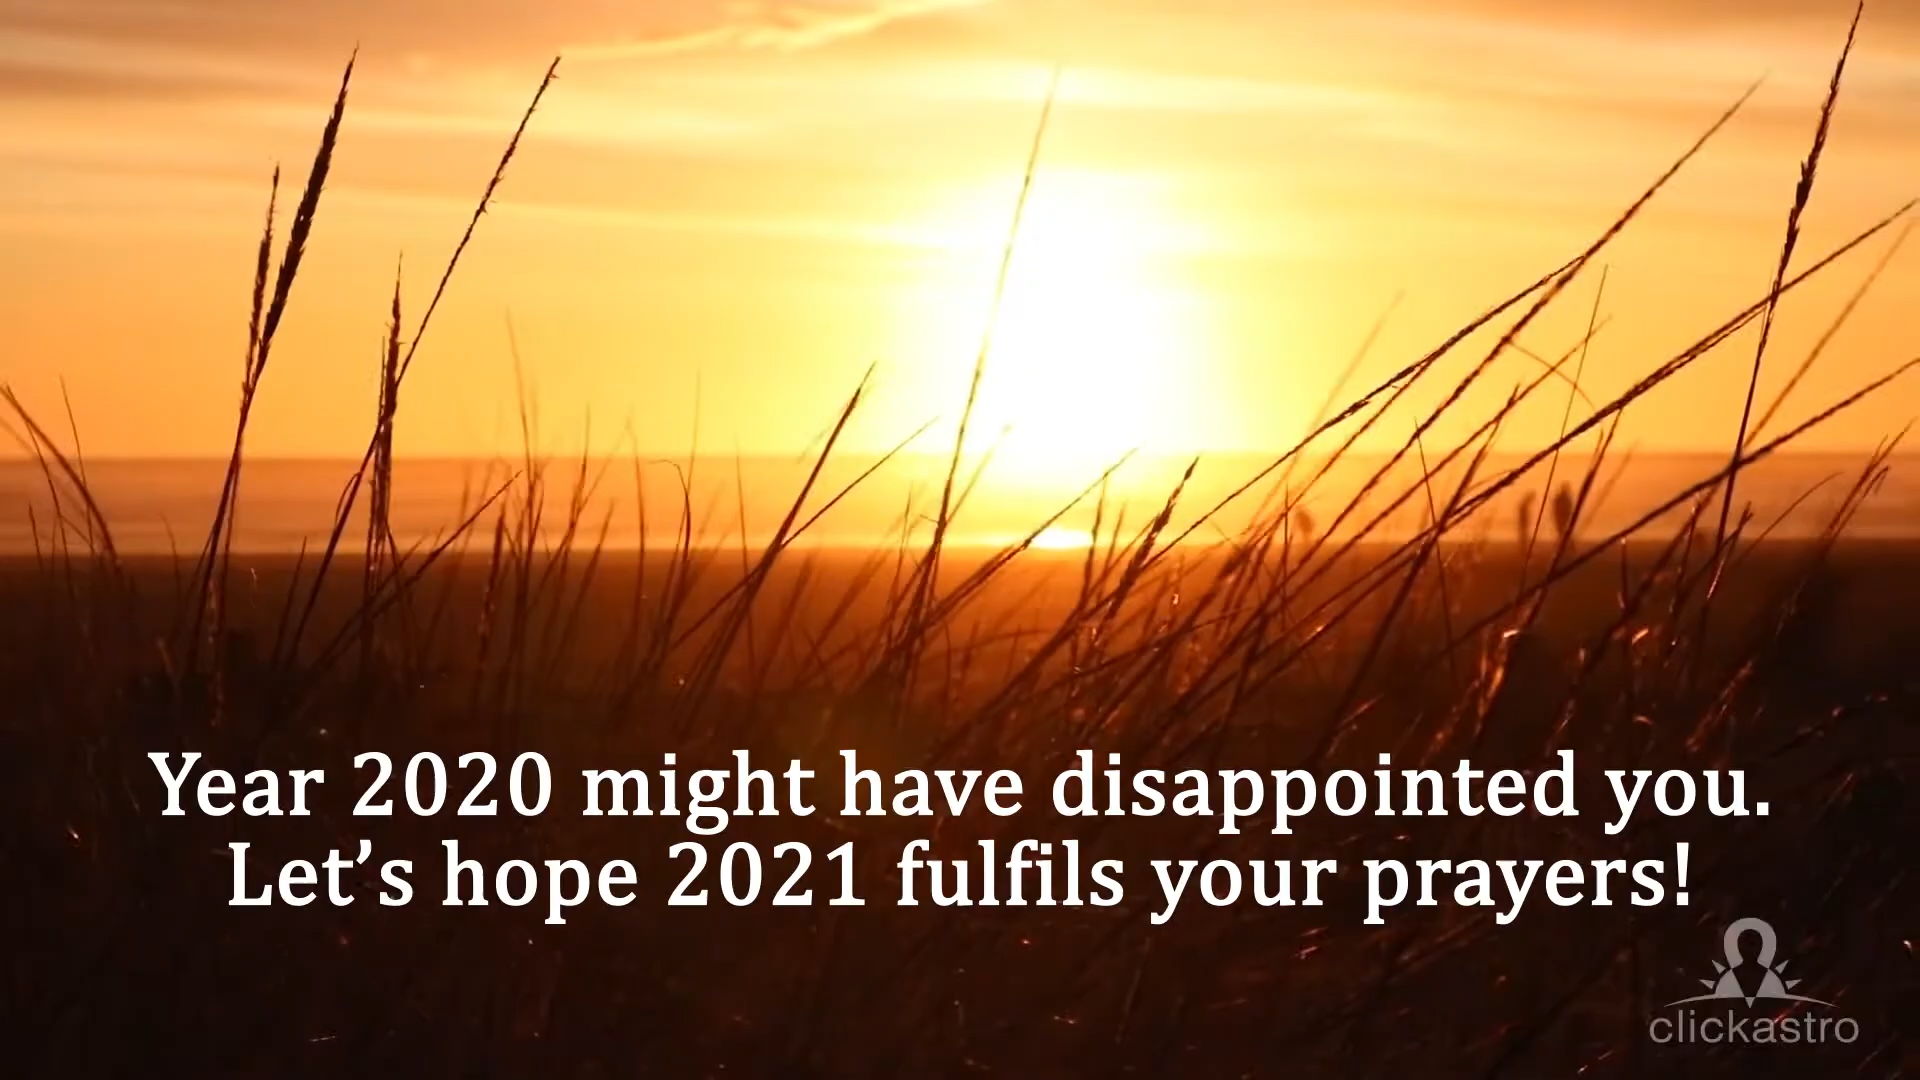 Year 2020 might have disappointed you.
Let’s hope 2021 fulfils your prayers!
clickastro